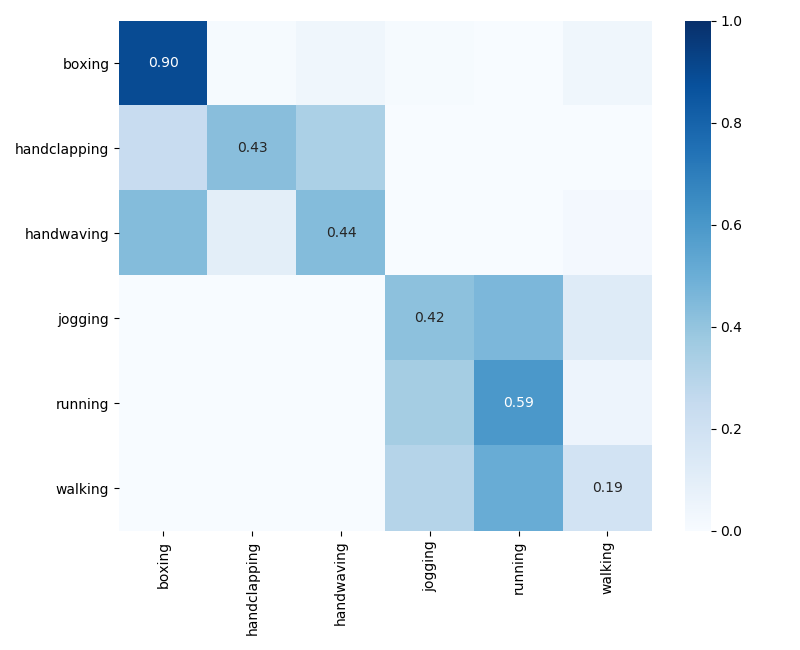 boxing
handclapping
handwaving
jogging
running
walking
0.90
0.43
0.44
0.42
0.59
0.19
boxing
handclapping
handwaving
jogging
running
walking
1.0
0.8
0.6
0.4
0.2
0.0